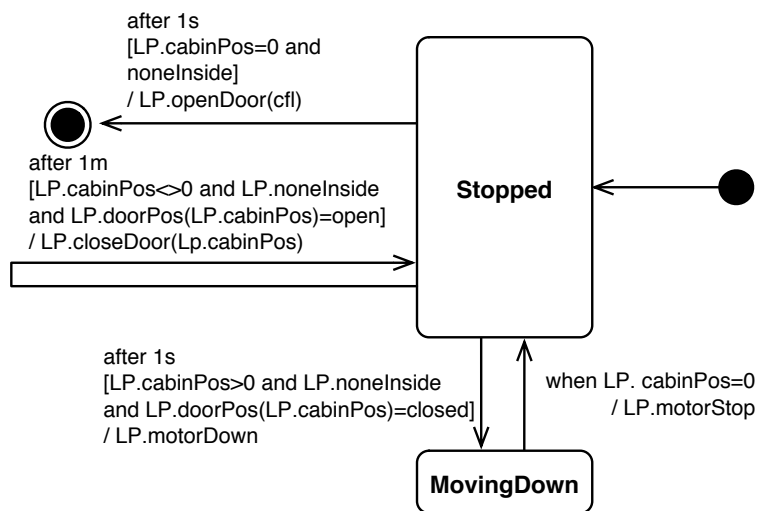 after 1s
[LP.cabinPos=0 and
noneInside]
/ LP.openDoor(cfl)
after 1m
[LP.cabinPos<>0 and LP.noneInside
and LP.doorPos(LP.cabinPos)=open]
/ LP.closeDoor(Lp.cabinPos)
Stopped
after 1s
[LP.cabinPos>0 and LP.noneInside
and LP.doorPos(LP.cabinPos)=closed]
/ LP.motorDown
when LP. cabinPos=0
/ LP.motorStop
MovingDown